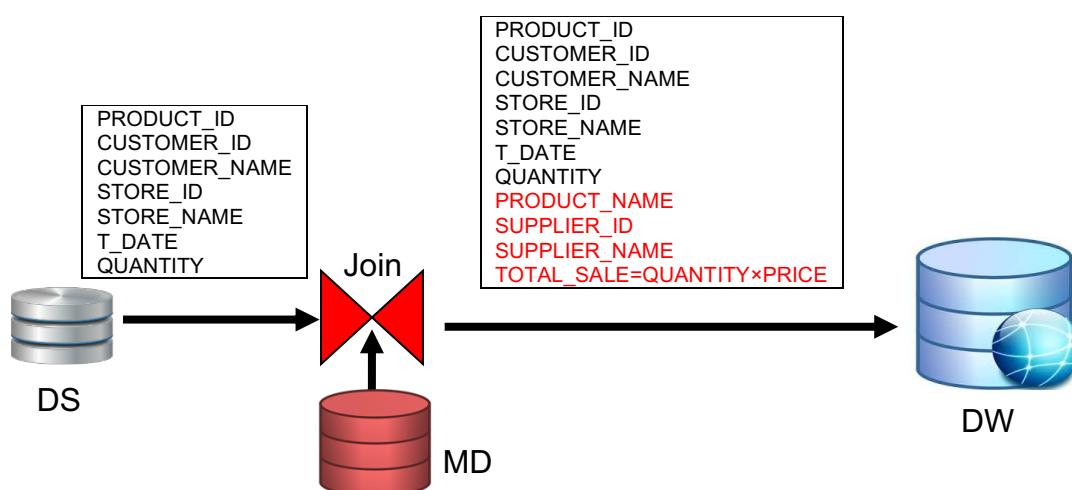 PRODUCT_ID
CUSTOMER_ID
CUSTOMER_NAME
STORE_ID
STORE_NAME
T_DATE
QUANTITY
DS
Join
MD
PRODUCT_ID
CUSTOMER_ID
CUSTOMER_NAME
STORE_ID
STORE_NAME
T_DATE
QUANTITY
PRODUCT_NAME
SUPPLIER_ID
SUPPLIER_NAME
TOTAL_SALE=QUANTITY×PRICE
DW